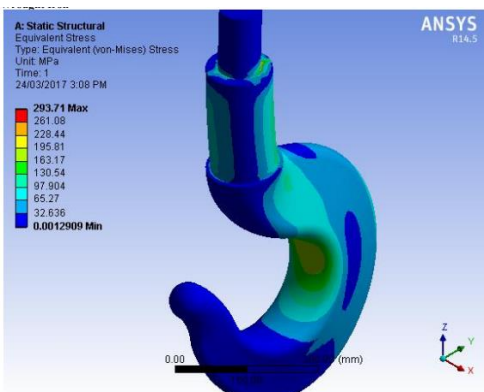 A: Static Structural
Equivalent Stress
Type: Equivalent (von-Mises) Stress
Unit: MPa
Time: 1
24/03/2017 3:08 PM
293.71 Max
261.08
228.44
195.81
163.17
130.54
97.904
65.27
32.636
0.0012909 Min
ANSYS
R14.5
0.00
(mm)
Z
Y
X